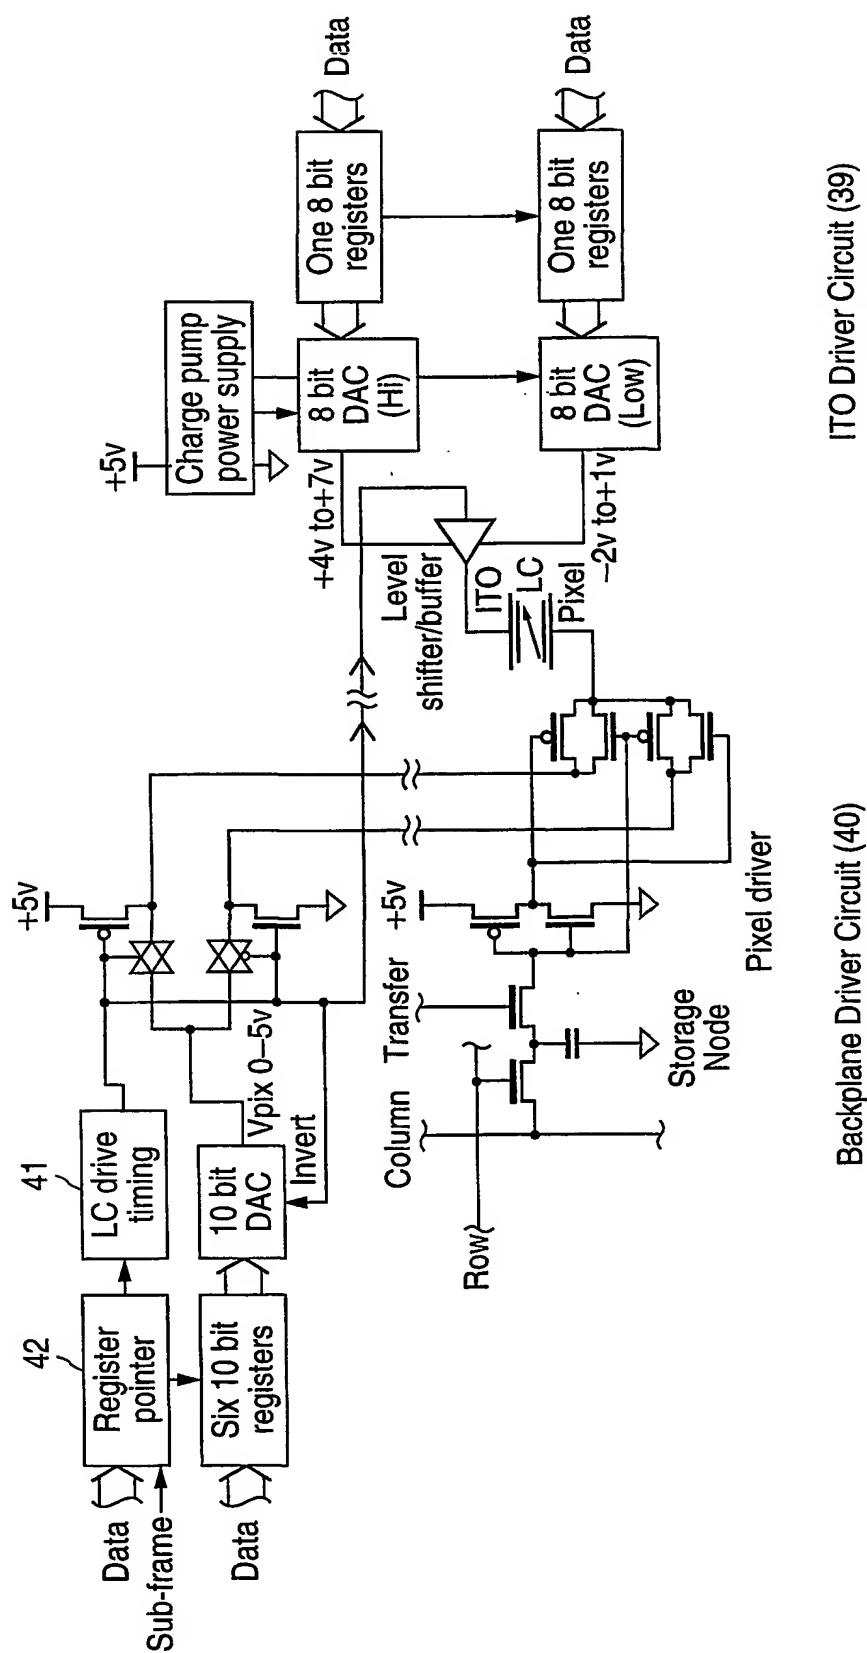 Data
Sub-frame
42
Register
pointer
41
LC drive
timing
Data
Six 10 bit
registers
10 bit
DAC
Vpix 0–5v
Invert
+5v
+5v
Charge pump
power supply
+4v to+7v
8 bit
DAC
(Hi)
One 8 bit
registers
Data
Level
shifter/buffer
ITO
LC
Pixel
–2v to+1v
8 bit
DAC
(Low)
One 8 bit
registers
Data
Row
Column
Transfer
+5v
Storage
Node
Pixel driver
Backplane Driver Circuit (40)
ITO Driver Circuit (39)